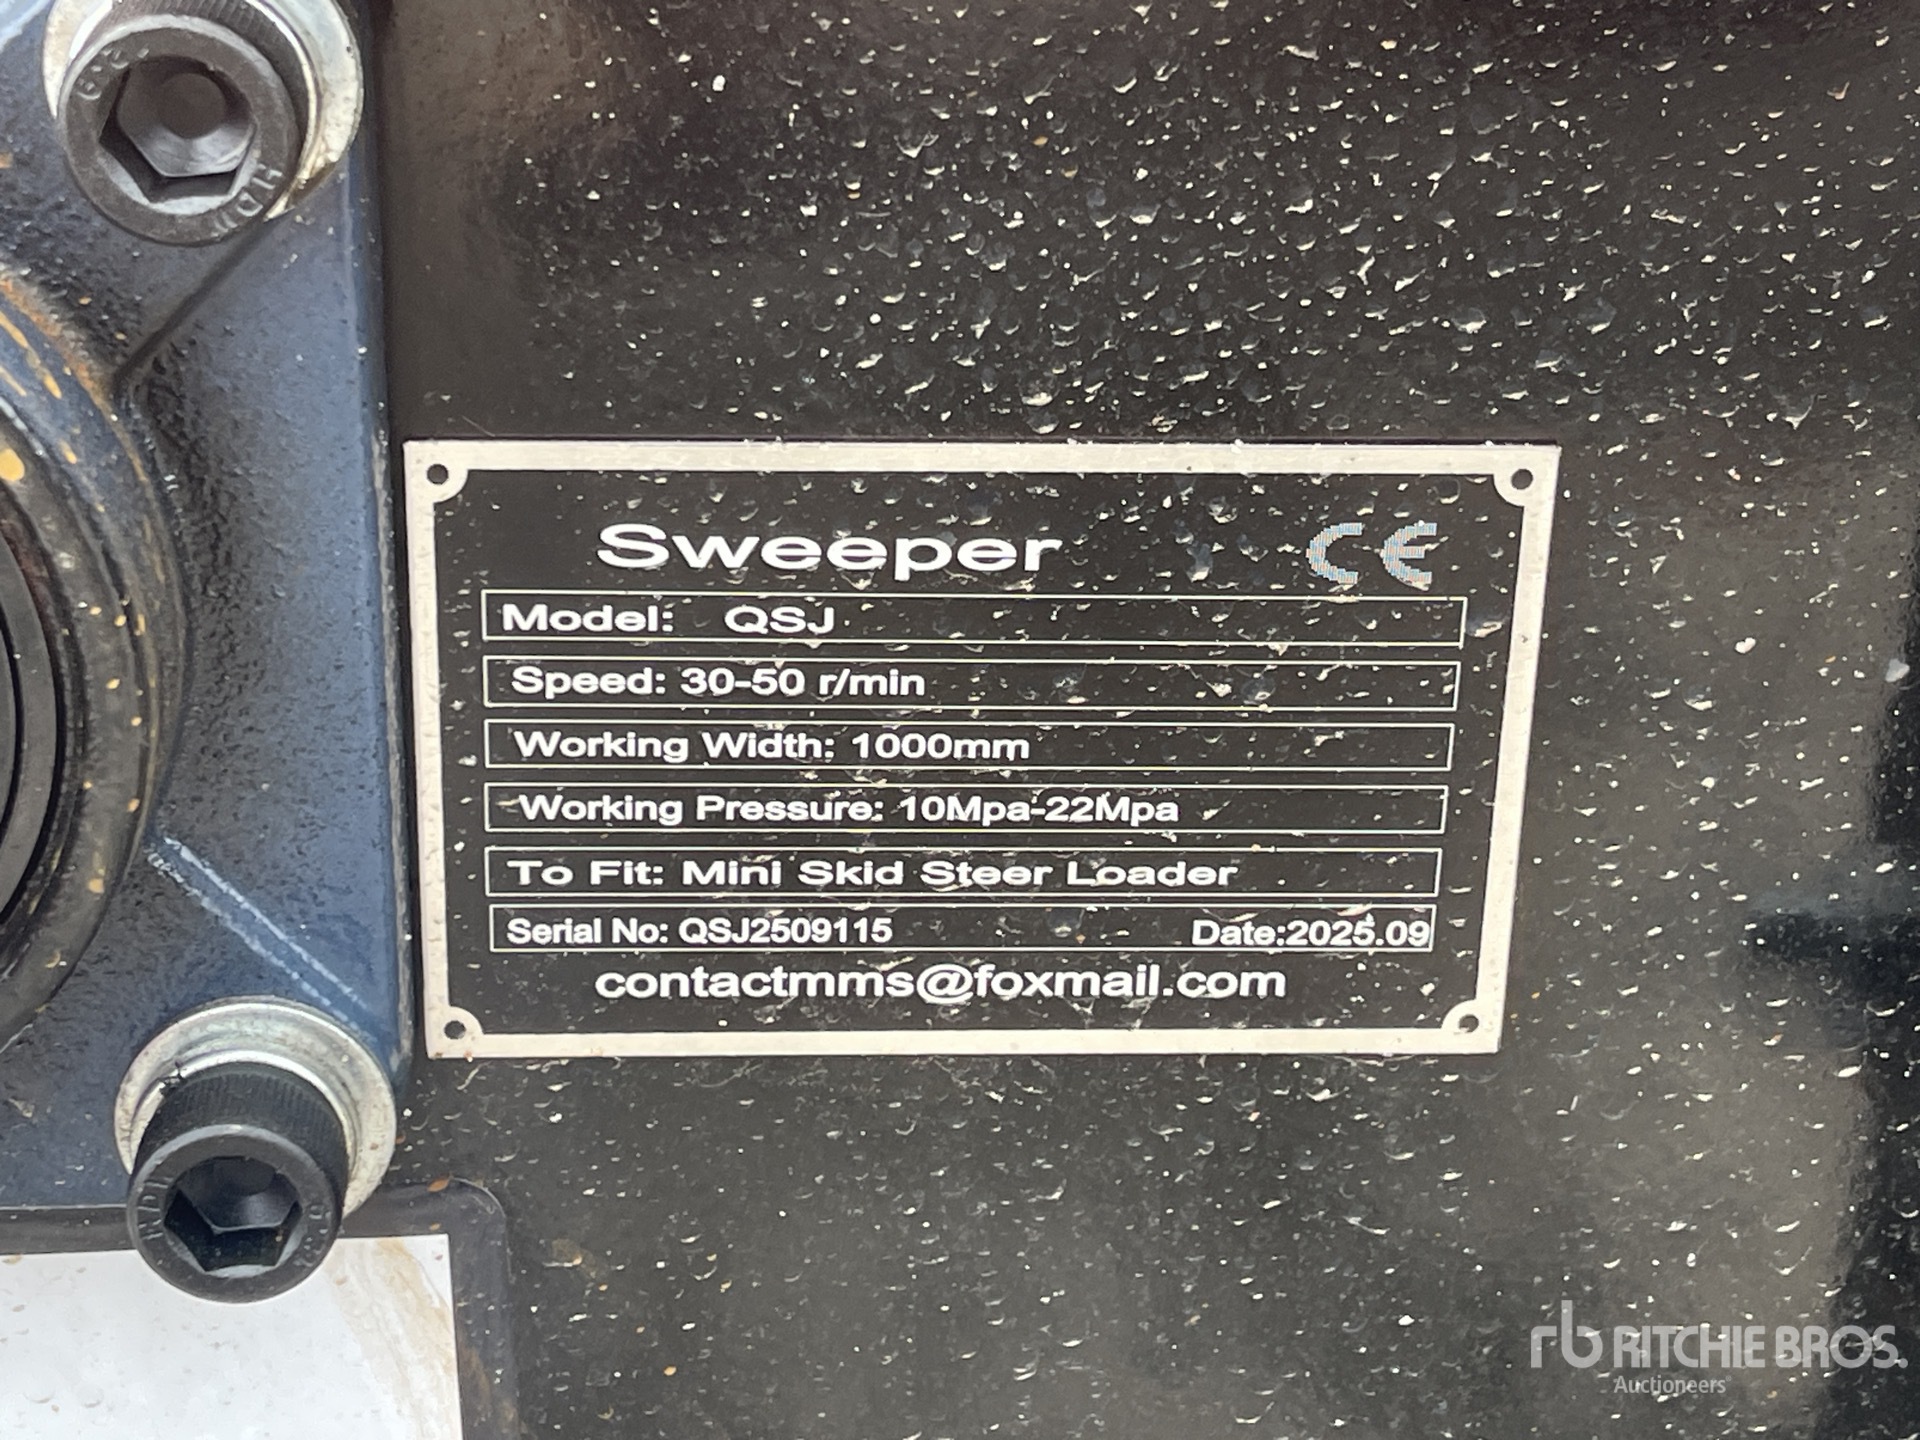 Sweeper CE
Model: QSJ
Speed: 30-50 r/min
Working Width: 1000mm
Working Pressure: 10Mpa-22Mpa
To Fit: Mini Skid Steer Loader
Serial No: QSJ2509115 Date:2025.09
contactmms@foxmail.com
rb RITCHIE BROS.
Auctioneers